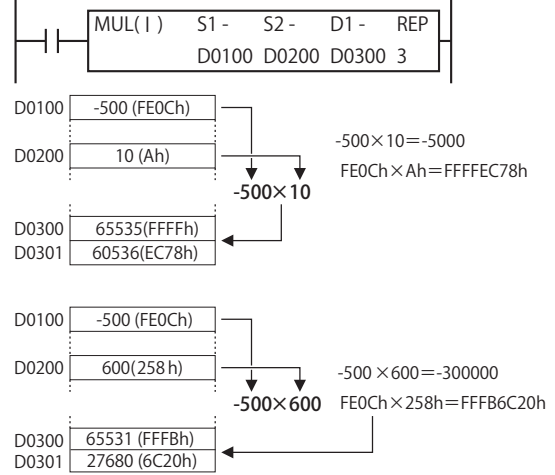 MUL( I ) S1 - S2 - D1 - REP
D0100 D0200 D0300 3
D0100 -500 (FE0Ch)
-500×10＝-5000
D0200 10 (Ah)
FE0Ch×Ah=FFFFEC78h
-500×10
D0300 65535(FFFFh)
D0301 60536(EC78h)
D0100 -500 (FE0Ch)
D0200 600(258 h)
-500 ×600＝-300000
-500×600
FE0Ch×258h=FFFB6C20h
D0300 65531 (FFFBh)
D0301 27680 (6C20h)